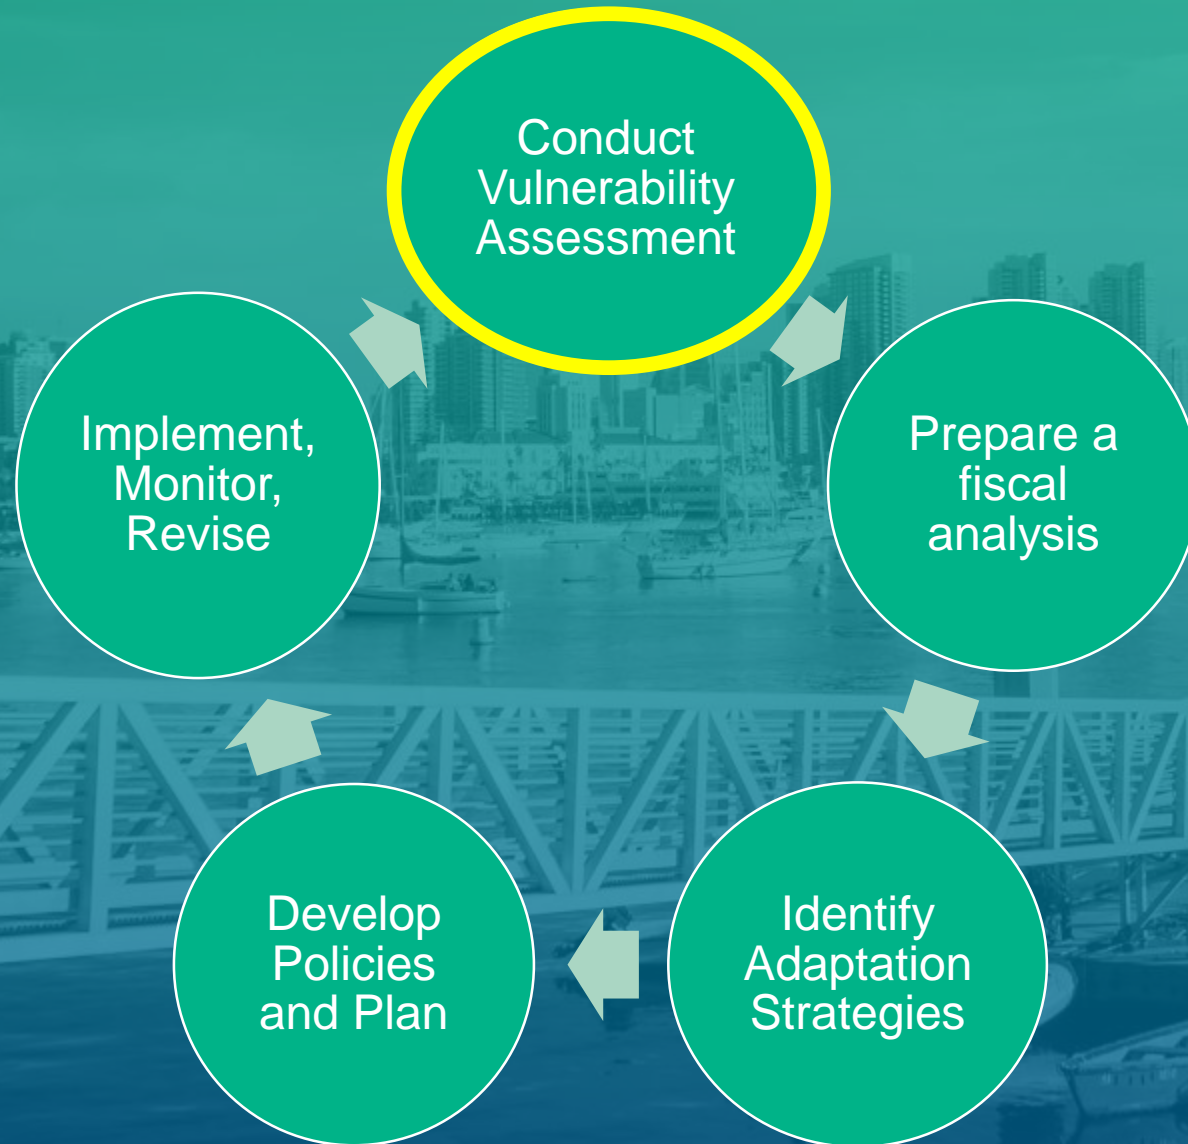 Conduct
Vulnerability
Assessment
Prepare a
fiscal
analysis
Identify
Adaptation
Strategies
Develop
Policies
and Plan
Implement,
Monitor,
Revise